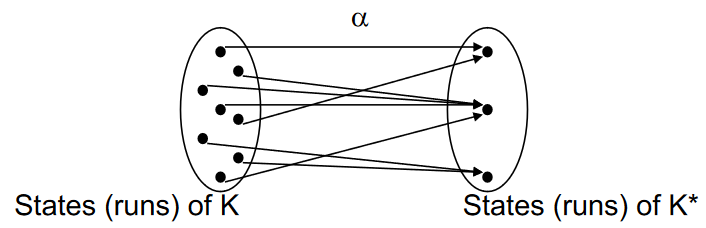 α
States (runs) of K
States (runs) of K*